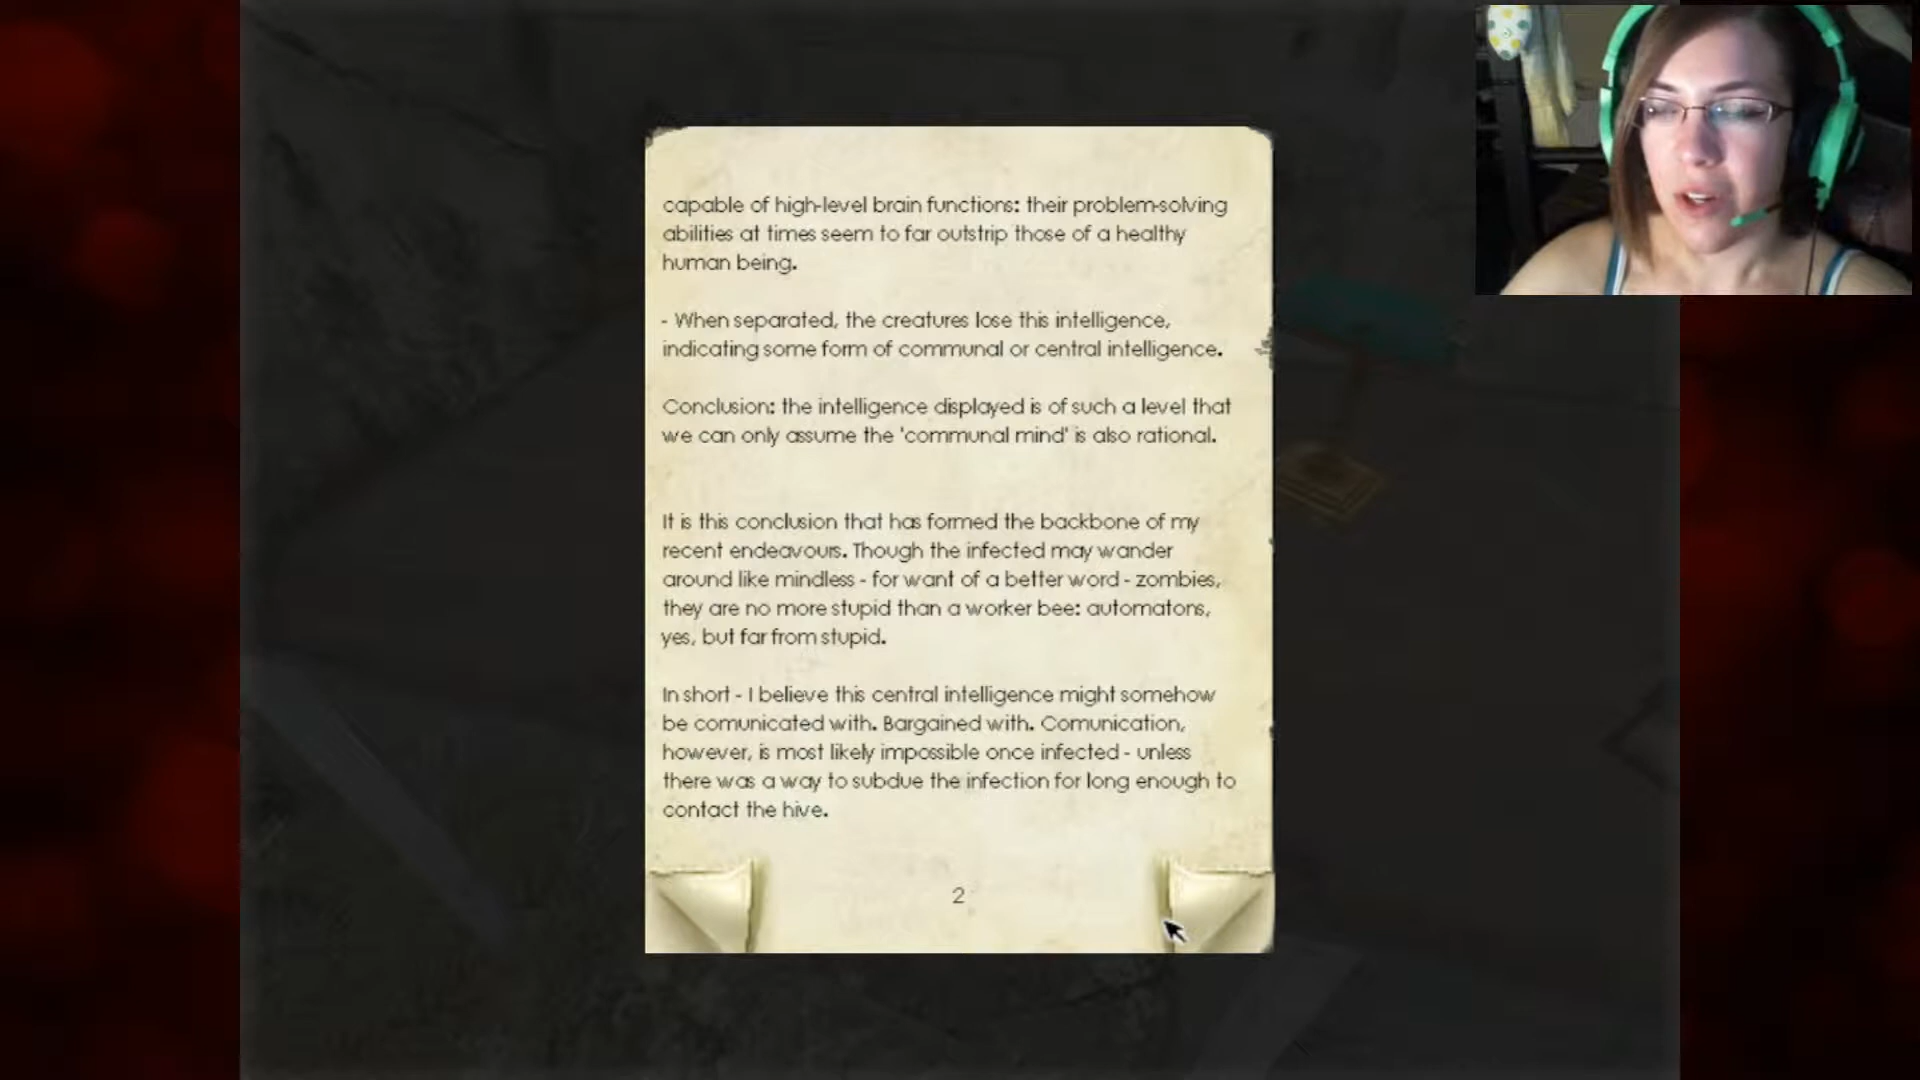 capable of high-level brain functions: their problem-solving
abilities at times seem to far outstrip those of a healthy
human being.
- When separated, the creatures lose this intelligence,
indicating some form of communal or central intelligence.
Conclusion: the intelligence displayed is of such a level that
we can only assume the 'communal mind' is also rational.
It is this conclusion that has formed the backbone of my
recent endeavours. Though the infected may wander
around like mindless - for want of a better word - zombies,
they are no more stupid than a worker bee: automatons,
yes, but far from stupid.
In short - I believe this central intelligence might somehow
be comunicated with. Bargained with. Comunication,
however, is most likely impossible once infected - unless
there was a way to subdue the infection for long enough to
contact the hive.
2